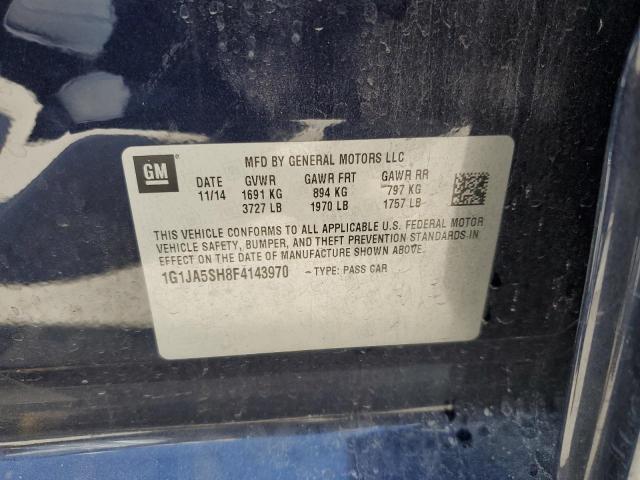 GM
MFD BY GENERAL MOTORS LLC
DATE GVWR GAWR FRT GAWR RR
11/14 1691 KG 894 KG 797 KG
3727 LB 1970 LB 1757 LB
THIS VEHICLE CONFORMS TO ALL APPLICABLE U.S. FEDERAL MOTOR
VEHICLE SAFETY, BUMPER, AND THEFT PREVENTION STANDARDS IN
EFFECT ON THE DATE OF MANUFACTURE SHOWN ABOVE.
1G1JA5SH8F4143970 - TYPE: PASS CAR